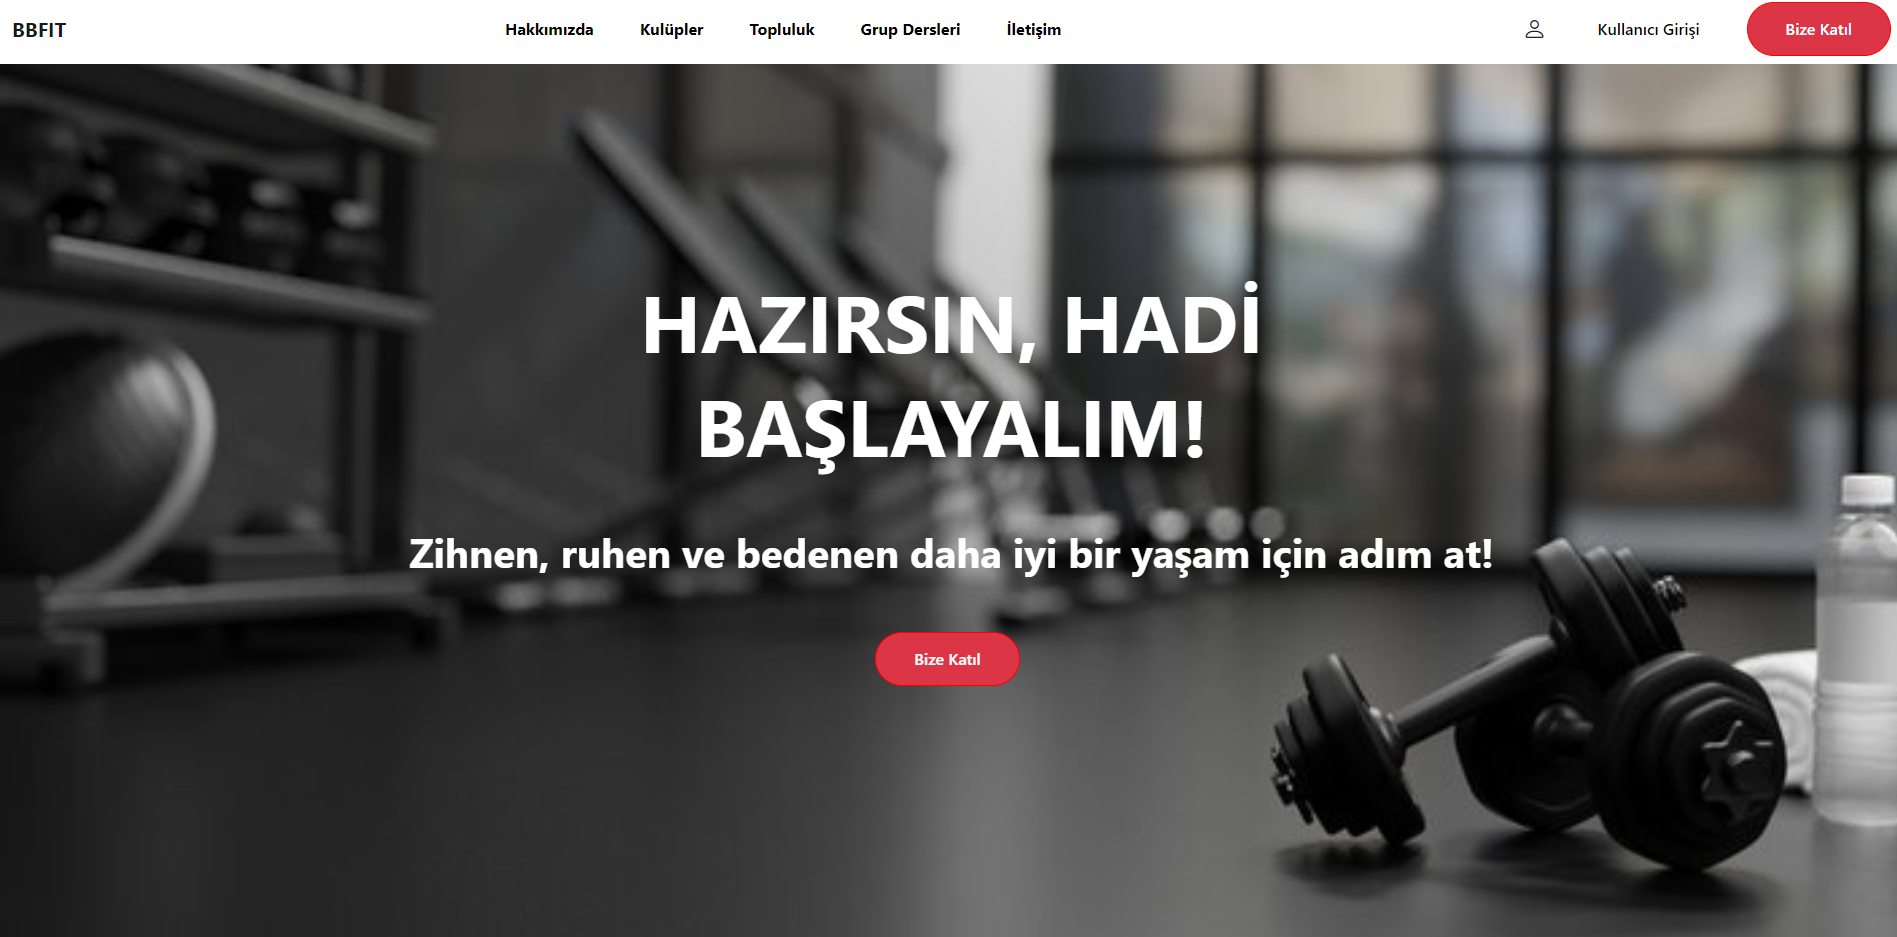 BBFIT
Hakkımızda
Kulüpler
Topluluk
Grup Dersleri
İletişim
Kullanıcı Girişi
Bize Katıl
HAZIRSIN, HADİ
BAŞLAYALIM!
Zihnen, ruhen ve bedenen daha iyi bir yaşam için adım at!
Bize Katıl